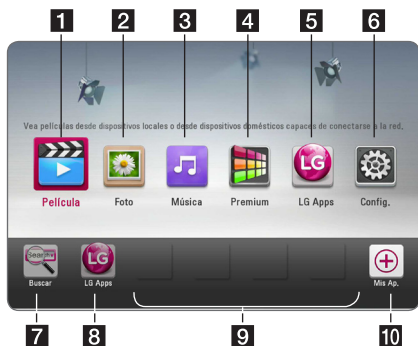 1 2 3 4 5 6
Vea películas desde dispositivos locales o desde dispositivos domésticos capaces de conectarse a la red.
LG
Película Foto Música Premium LG Apps Config.
Search
LG
Buscar LG Apps Mis Ap.
7 8 9 10